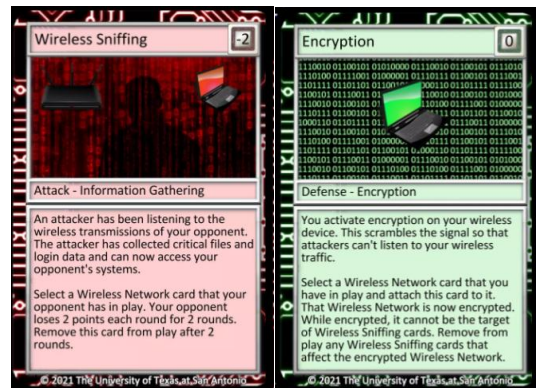 Wireless Sniffing
-2
Attack - Information Gathering
An attacker has been listening to the
wireless transmissions of your opponent.
The attacker has collected critical files and
login data and can now access your
opponent's systems.
Select a Wireless Network card that your
opponent has in play. Your opponent
loses 2 points each round for 2 rounds.
Remove this card from play after 2
rounds.
© 2021 The University of Texas at San Antonio
Encryption
0
Defense - Encryption
You activate encryption on your wireless
device. This scrambles the signal so that
attackers can't listen to your wireless
traffic.
Select a Wireless Network card that you
have in play and attach this card to it.
That Wireless Network is now encrypted.
While encrypted, it cannot be the target
of Wireless Sniffing cards. Remove from
play any Wireless Sniffing cards that
affect the encrypted Wireless Network.
© 2021 The University of Texas at San Antonio